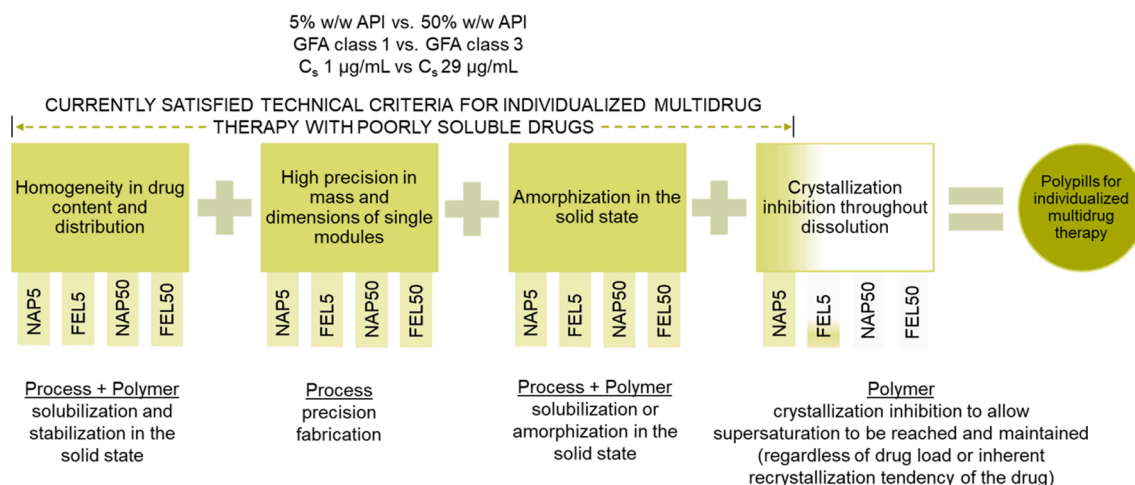 5% w/w API vs. 50% w/w API
GFA class 1 vs. GFA class 3
Cₛ 1 µg/mL vs Cₛ 29 µg/mL
CURRENTLY SATISFIED TECHNICAL CRITERIA FOR INDIVIDUALIZED MULTIDRUG
THERAPY WITH POORLY SOLUBLE DRUGS
Homogeneity in drug
content and
distribution
NAP5
FEL5
NAP50
FEL50
Process + Polymer
solubilization and
stabilization in the
solid state
High precision in
mass and
dimensions of single
modules
NAP5
FEL5
NAP50
FEL50
Process
precision
fabrication
Amorphization in the
solid state
NAP5
FEL5
NAP50
FEL50
Process + Polymer
solubilization or
amorphization in the
solid state
Crystallization
inhibition throughout
dissolution
NAP5
FEL5
NAP50
FEL50
Polymer
crystallization inhibition to allow
supersaturation to be reached and maintained
(regardless of drug load or inherent
recrystallization tendency of the drug)
Polypills for
individualized
multidrug
therapy